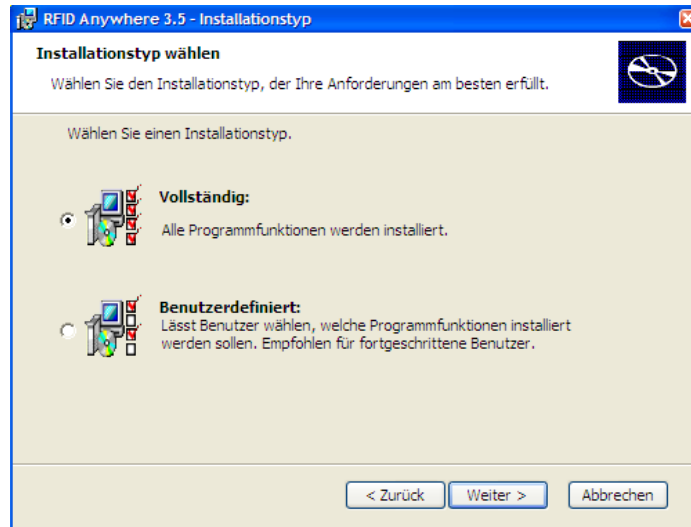 RFID Anywhere 3.5 - Installationstyp
Installationstyp wählen
Wählen Sie den Installationstyp, der Ihre Anforderungen am besten erfüllt.
Wählen Sie einen Installationstyp.
Vollständig:
Alle Programmfunktionen werden installiert.
Benutzerdefiniert:
Lässt Benutzer wählen, welche Programmfunktionen installiert
werden sollen. Empfohlen für fortgeschrittene Benutzer.
< Zurück Weiter > Abbrechen